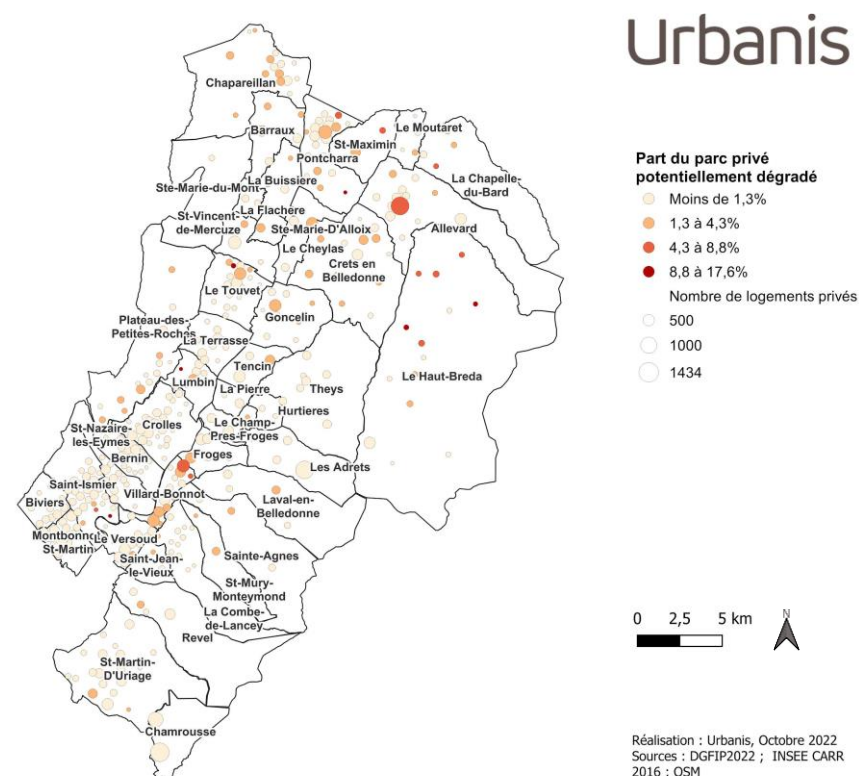 Urbanis
Part du parc privé
potentiellement dégradé
Moins de 1,3%
1,3 à 4,3%
4,3 à 8,8%
8,8 à 17,6%
Nombre de logements privés
500
1000
1434
Chapareillan
Barraux
Le Moutaret
St-Maximin
Pontcharra
La Chapelle-
du-Bard
La Buissiere
Ste-Marie-du-Mont
La Flachere
St-Vincent-
de-Mercuze
Ste-Marie-D'Alloix
Allevard
Le Cheylas
Crets en
Belledonne
Le Touvet
Goncelin
Plateau-des-
Petites-Roches
La Terrasse
Tencin
Le Haut-Breda
Lumbin
La Pierre
Theys
Hurtieres
St-Nazaire-
les-Eymes
Crolles
Le Champ-
Pres-Froges
Bernin
Froges
Les Adrets
Saint-Ismier
Villard-Bonnot
Biviers
Laval-en-
Belledonne
Montbonno
St-Martin
Le Versoud
Saint-Jean-
le-Vieux
Sainte-Agnes
St-Mury-
Monteymond
La Combe-
de-Lancey
Revel
St-Martin-
D'Uriage
Chamrousse
0 2,5 5 km
N
Réalisation : Urbanis, Octobre 2022
Sources : DGFIP2022 ; INSEE CARR
2016 ; OSM